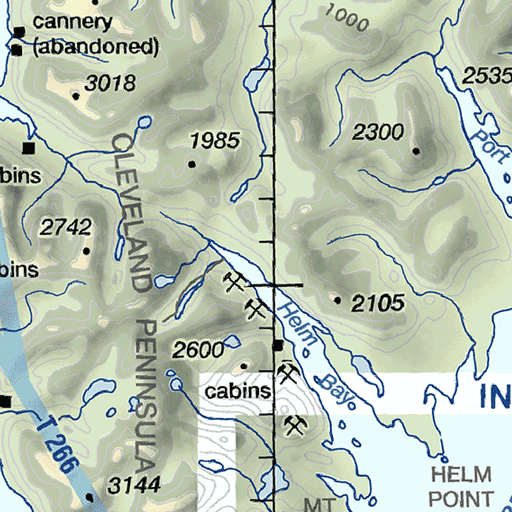 cannery
(abandoned)
1000
2535
3018
1985
2300
Port
bins
CLEVELAND PENINSULA
2742
bins
2105
Helm
Bay
2600
cabins
IN
T 266
3144
HELM
POINT
MT